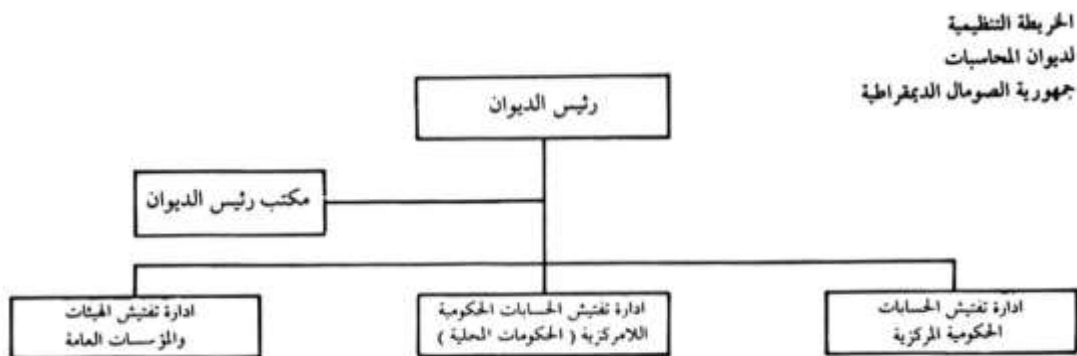 الخريطة التنظيمية
لديوان المحاسبات
جمهورية الصومال الديمقراطية
رئيس الديوان
مكتب رئيس الديوان
ادارة تفتيش الحسابات
الحكومية المركزية
ادارة تفتيش الحسابات الحكومية
اللامركزية ( الحكومات المحلية )
ادارة تفتيش الهيئات
والمؤسسات العامة